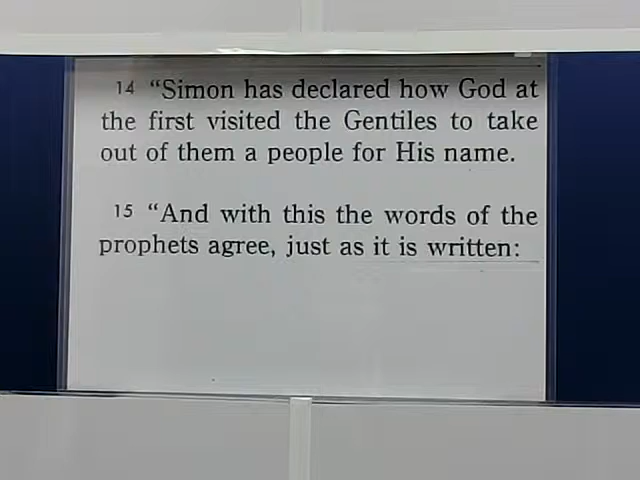 14 “Simon has declared how God at
the first visited the Gentiles to take
out of them a people for His name.
15 “And with this the words of the
prophets agree, just as it is written: